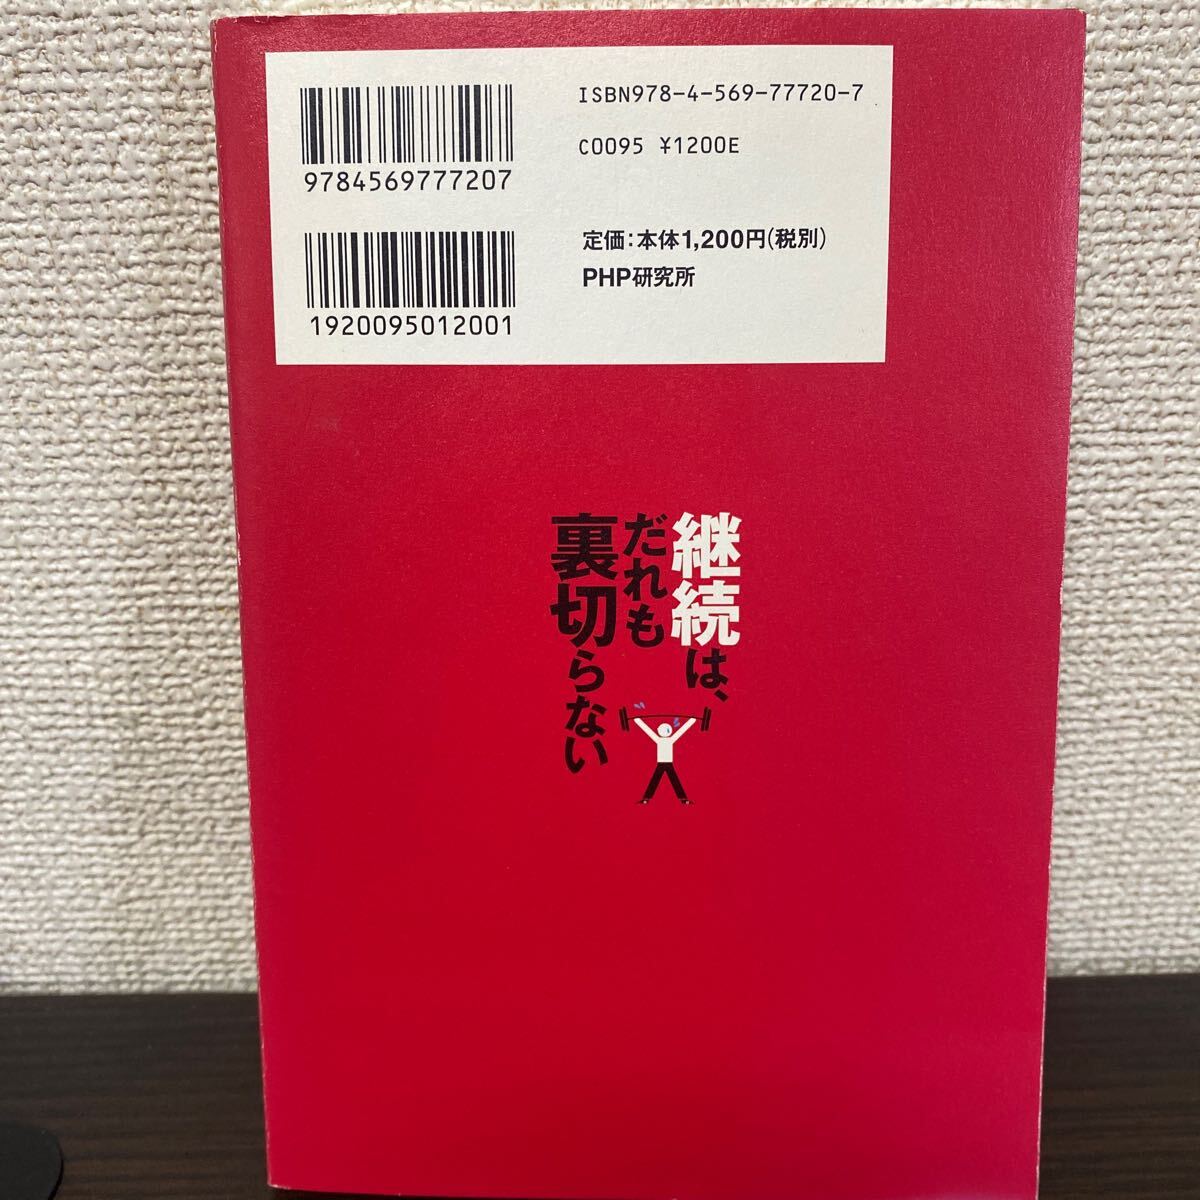 ISBN978-4-569-77720-7
C0095 ¥1200E
9784569777207
定価:本体1,200円(税別)
PHP研究所
1920095012001
継続は、
だれも
裏切らない